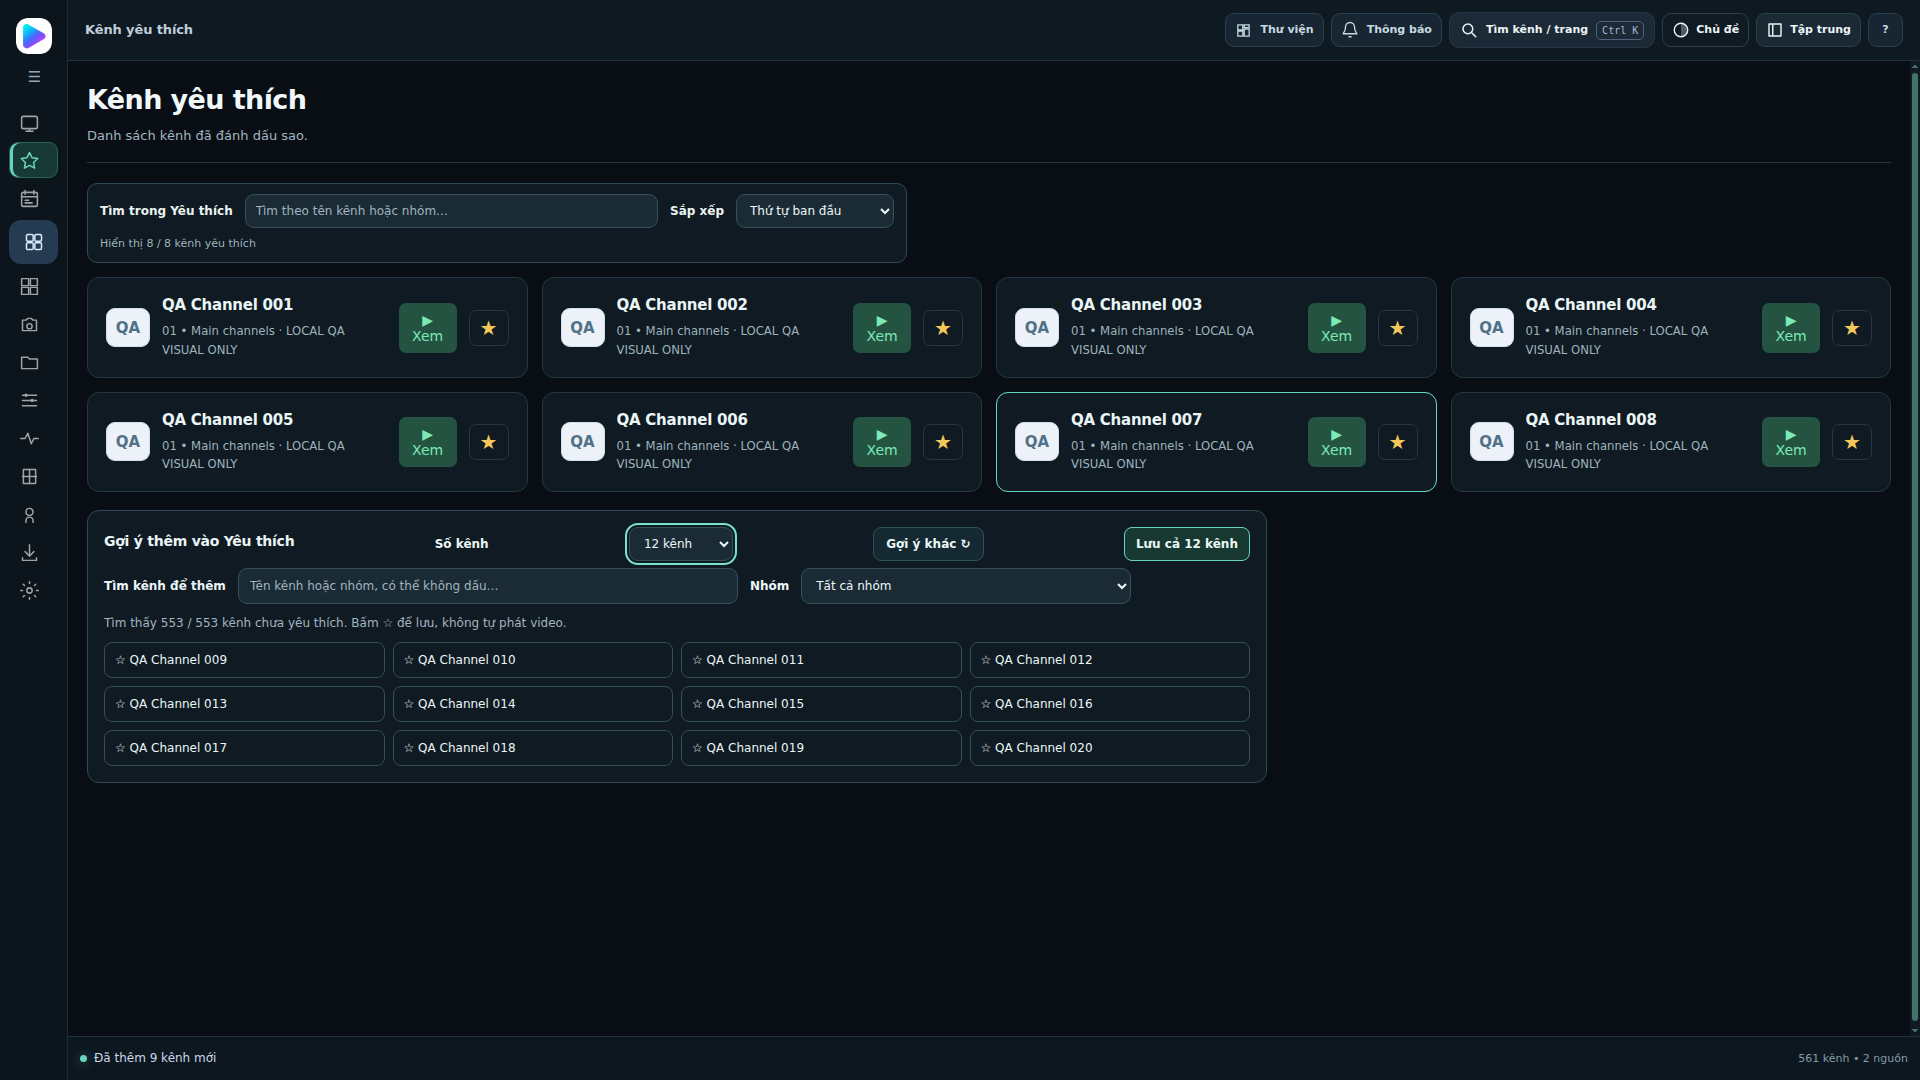 Kênh yêu thích
Thư viện
Thông báo
Tìm kênh / trang Ctrl K
Chủ đề
Tập trung
?
Kênh yêu thích
Danh sách kênh đã đánh dấu sao.
Tìm trong Yêu thích
Tìm theo tên kênh hoặc nhóm...
Sắp xếp
Thứ tự ban đầu
Hiển thị 8 / 8 kênh yêu thích
QA
QA Channel 001
01 • Main channels · LOCAL QA
VISUAL ONLY
▶
Xem
★
QA
QA Channel 002
01 • Main channels · LOCAL QA
VISUAL ONLY
▶
Xem
★
QA
QA Channel 003
01 • Main channels · LOCAL QA
VISUAL ONLY
▶
Xem
★
QA
QA Channel 004
01 • Main channels · LOCAL QA
VISUAL ONLY
▶
Xem
★
QA
QA Channel 005
01 • Main channels · LOCAL QA
VISUAL ONLY
▶
Xem
★
QA
QA Channel 006
01 • Main channels · LOCAL QA
VISUAL ONLY
▶
Xem
★
QA
QA Channel 007
01 • Main channels · LOCAL QA
VISUAL ONLY
▶
Xem
★
QA
QA Channel 008
01 • Main channels · LOCAL QA
VISUAL ONLY
▶
Xem
★
Gợi ý thêm vào Yêu thích
Số kênh
12 kênh
Gợi ý khác ↻
Lưu cả 12 kênh
Tìm kênh để thêm
Tên kênh hoặc nhóm, có thể không dấu...
Nhóm
Tất cả nhóm
Tìm thấy 553 / 553 kênh chưa yêu thích. Bấm ☆ để lưu, không tự phát video.
☆ QA Channel 009
☆ QA Channel 010
☆ QA Channel 011
☆ QA Channel 012
☆ QA Channel 013
☆ QA Channel 014
☆ QA Channel 015
☆ QA Channel 016
☆ QA Channel 017
☆ QA Channel 018
☆ QA Channel 019
☆ QA Channel 020
Đã thêm 9 kênh mới
561 kênh • 2 nguồn